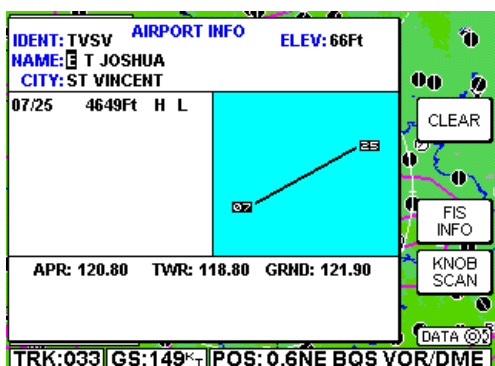 AIRPORT INFO
IDENT: TVSV ELEV: 66Ft
NAME: E T JOSHUA
CITY: ST VINCENT
07/25 4649Ft H L
25
07
CLEAR
FIS
INFO
KNOB
SCAN
APR: 120.80 TWR: 118.80 GRND: 121.90
DATA
TRK:033 GS:149KT POS: 0.6NE BQS VOR/DME